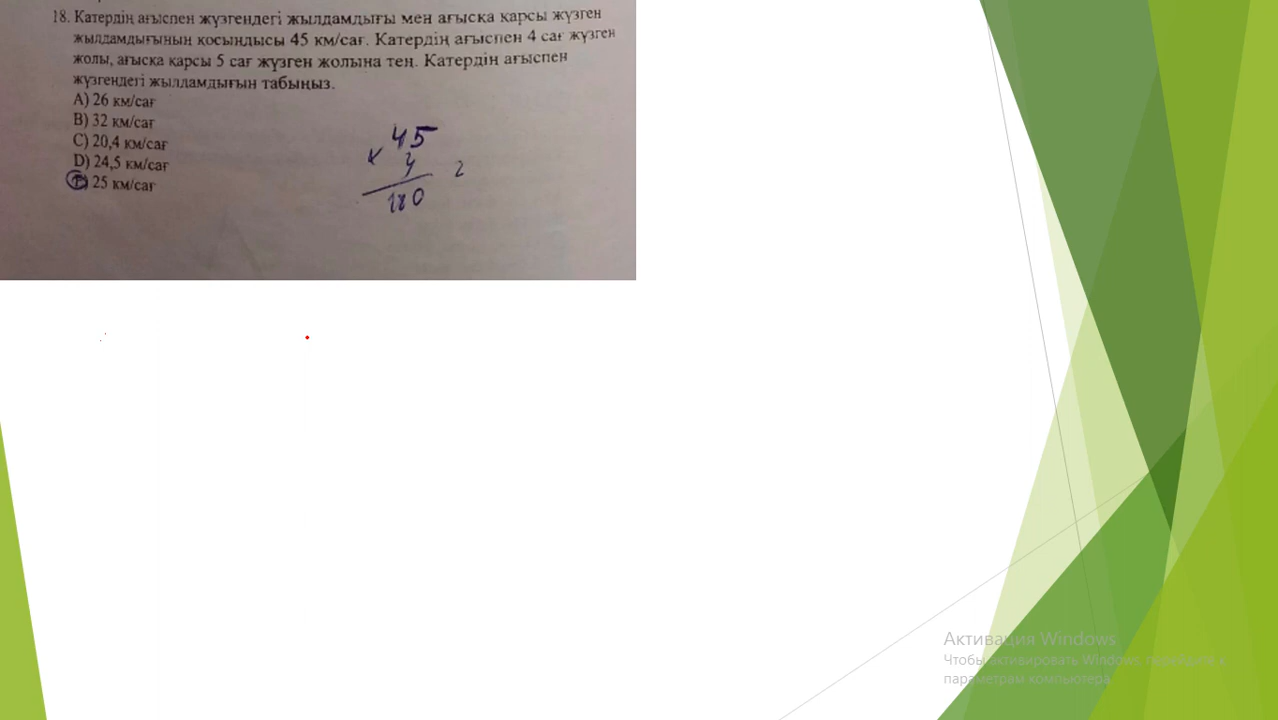 18. Катердің ағыспен жүзгендегі жылдамдығы мен ағысқа қарсы жүзген
жылдамдығының қосындысы 45 км/сағ. Катердің ағыспен 4 сағ жүзген
жолы, ағысқа қарсы 5 сағ жүзген жолына тең. Катердің ағыспен
жүзгендегі жылдамдығын табыңыз.
A) 26 км/сағ
B) 32 км/сағ
C) 20,4 км/сағ
D) 24,5 км/сағ
E) 25 км/сағ
45
x 4
180
2
Активация Windows
Чтобы активировать Windows, перейдите к
параметрам компьютера.